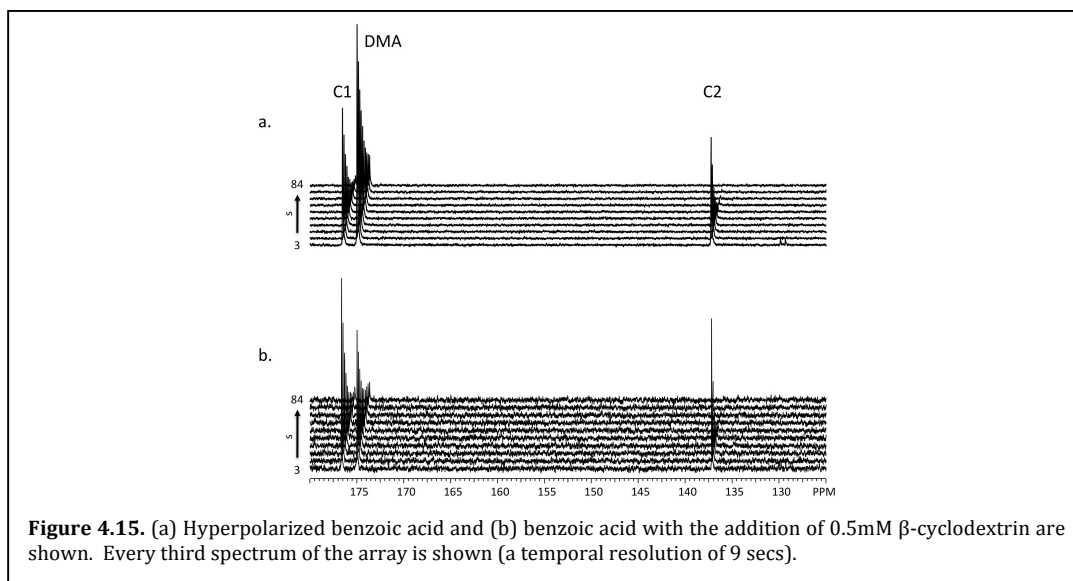 DMA
C1
C2
a.
84
s
3
b.
84
s
3
175 170 165 160 155 150 145 140 135 130 PPM
Figure 4.15. (a) Hyperpolarized benzoic acid and (b) benzoic acid with the addition of 0.5mM β-cyclodextrin are
shown. Every third spectrum of the array is shown (a temporal resolution of 9 secs).